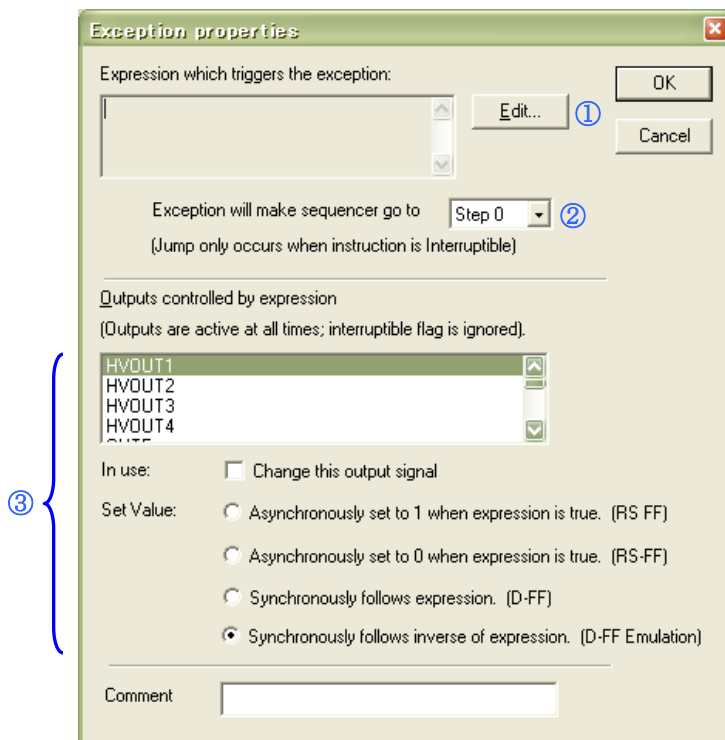 Exception properties
Expression which triggers the exception:
OK
Edit... ①
Cancel
Exception will make sequencer go to Step 0 ②
(Jump only occurs when instruction is Interruptible)
Outputs controlled by expression
(Outputs are active at all times; interruptible flag is ignored).
HVOUT1
HVOUT2
HVOUT3
HVOUT4
③
In use: Change this output signal
Set Value: Asynchronously set to 1 when expression is true. (RS FF)
Asynchronously set to 0 when expression is true. (RS-FF)
Synchronously follows expression. (D-FF)
Synchronously follows inverse of expression. (D-FF Emulation)
Comment